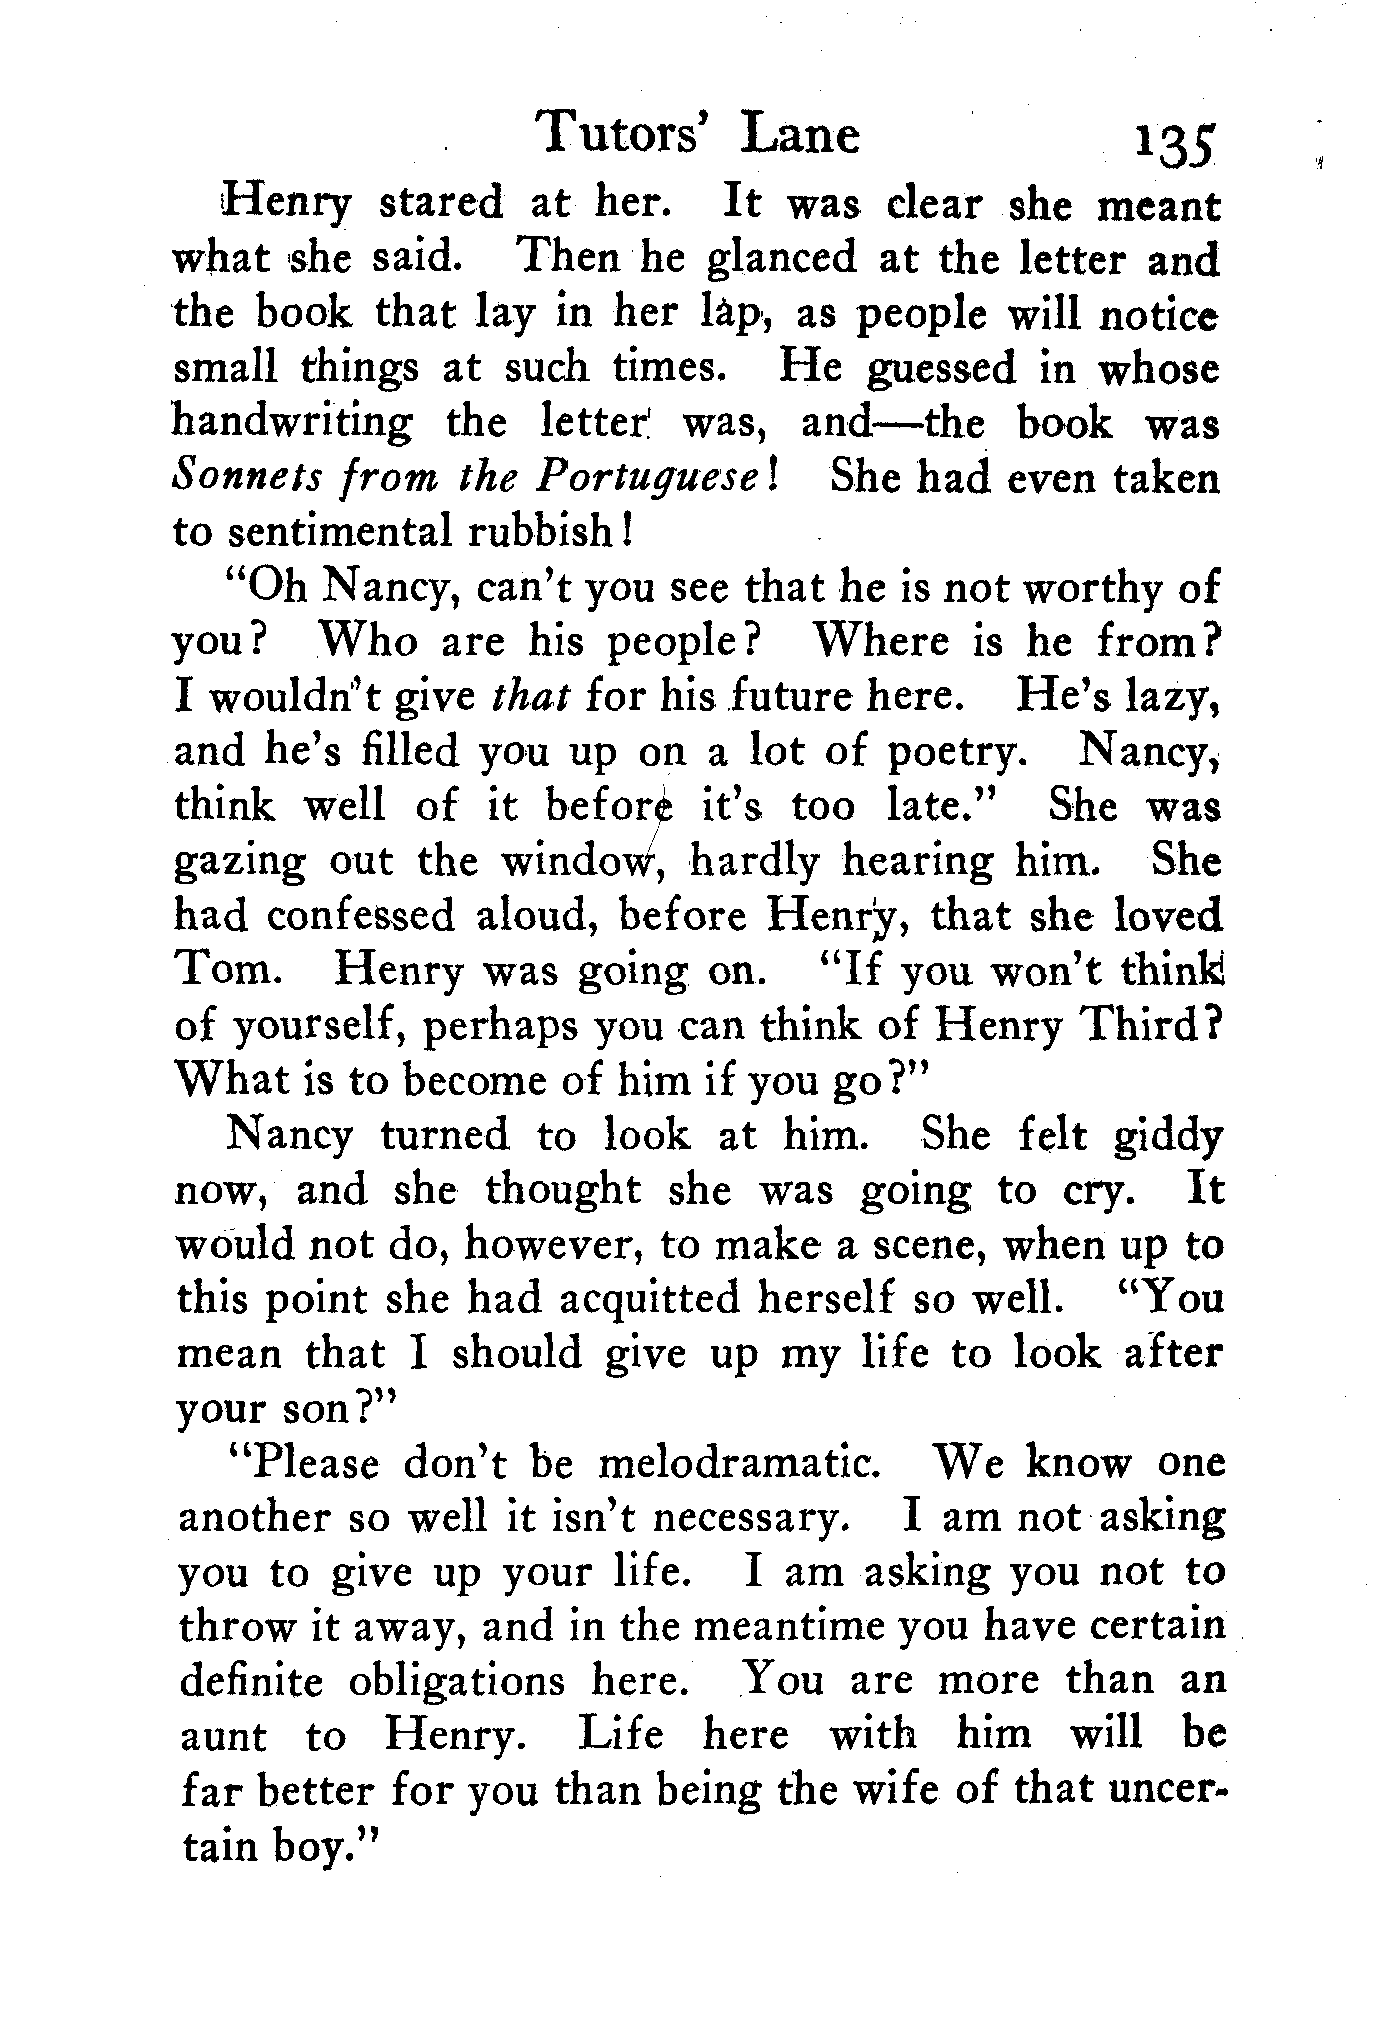 Tutors' Lane 135
Henry stared at her. It was clear she meant
what she said. Then he glanced at the letter and
the book that lay in her lap, as people will notice
small things at such times. He guessed in whose
handwriting the letter was, and—the book was
Sonnets from the Portuguese! She had even taken
to sentimental rubbish!
"Oh Nancy, can't you see that he is not worthy of
you? Who are his people? Where is he from?
I wouldn't give that for his future here. He's lazy,
and he's filled you up on a lot of poetry. Nancy,
think well of it before it's too late." She was
gazing out the window, hardly hearing him. She
had confessed aloud, before Henry, that she loved
Tom. Henry was going on. "If you won't think
of yourself, perhaps you can think of Henry Third?
What is to become of him if you go?"
Nancy turned to look at him. She felt giddy
now, and she thought she was going to cry. It
would not do, however, to make a scene, when up to
this point she had acquitted herself so well. "You
mean that I should give up my life to look after
your son?"
"Please don't be melodramatic. We know one
another so well it isn't necessary. I am not asking
you to give up your life. I am asking you not to
throw it away, and in the meantime you have certain
definite obligations here. You are more than an
aunt to Henry. Life here with him will be
far better for you than being the wife of that uncer-
tain boy."